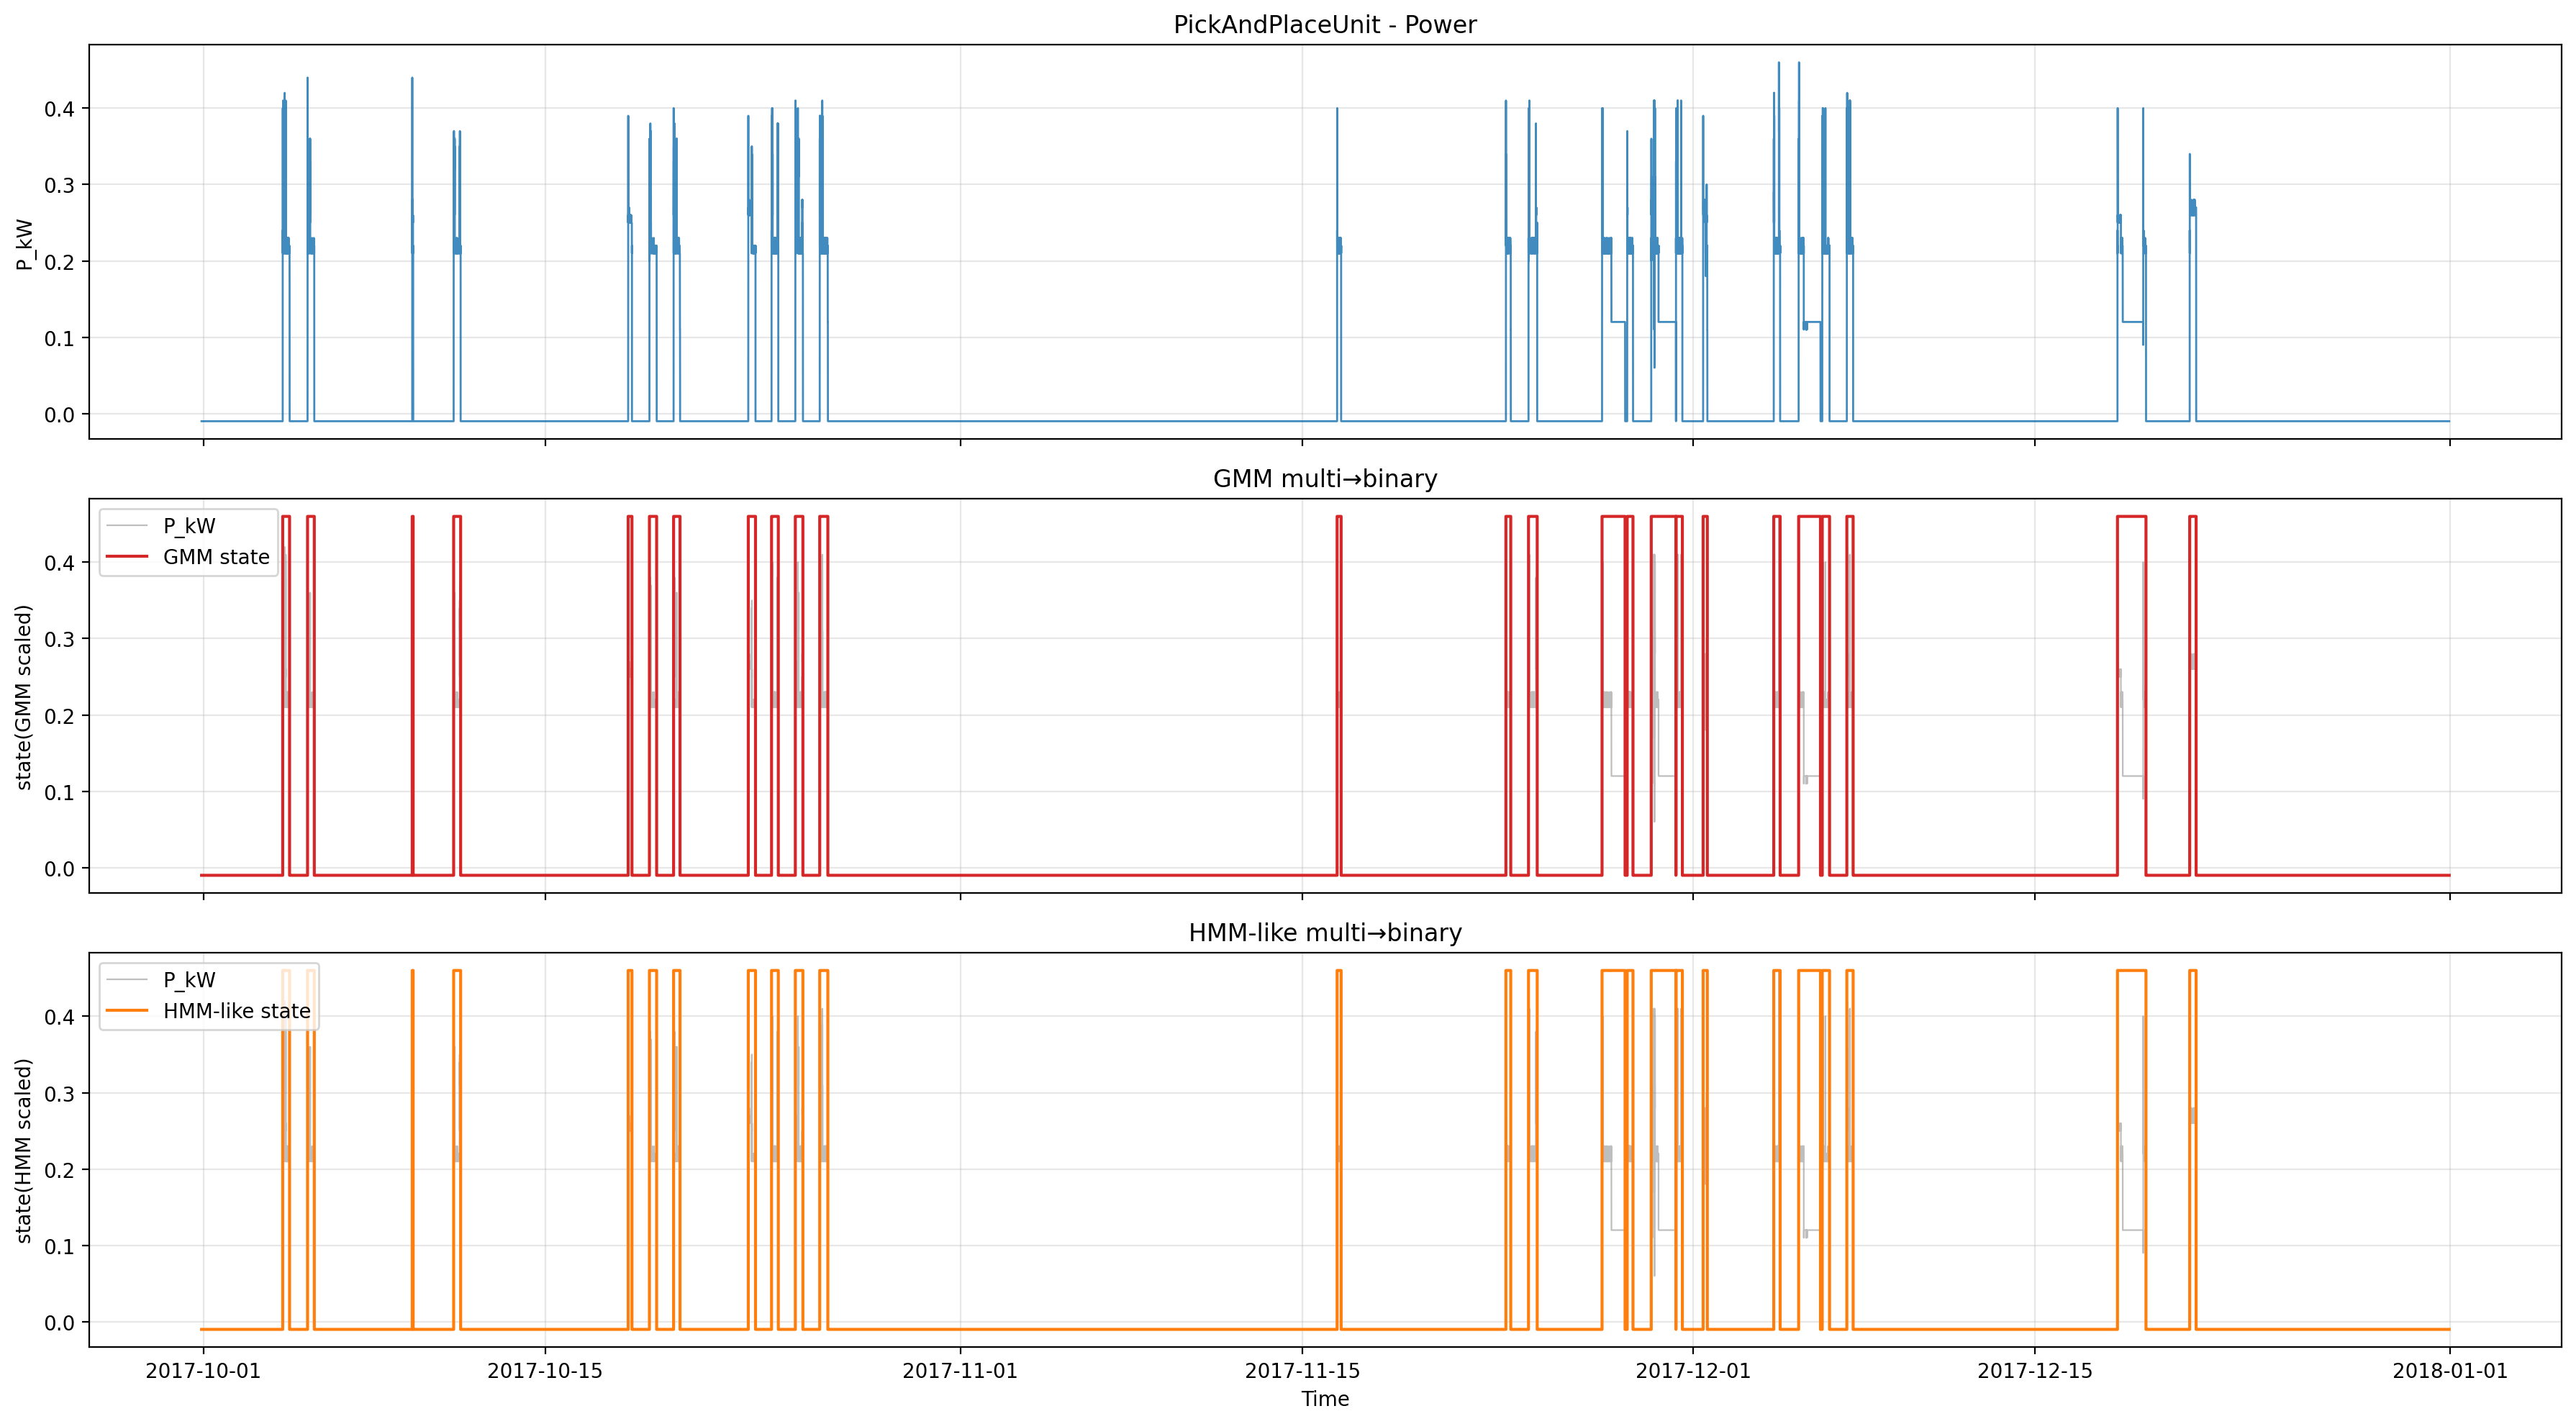 PickAndPlaceUnit - Power
P_kW
0.4
0.3
0.2
0.1
0.0
GMM multi→binary
P_kW
GMM state
state(GMM scaled)
0.4
0.3
0.2
0.1
0.0
HMM-like multi→binary
P_kW
HMM-like state
state(HMM scaled)
0.4
0.3
0.2
0.1
0.0
2017-10-01 2017-10-15 2017-11-01 2017-11-15 2017-12-01 2017-12-15 2018-01-01
Time